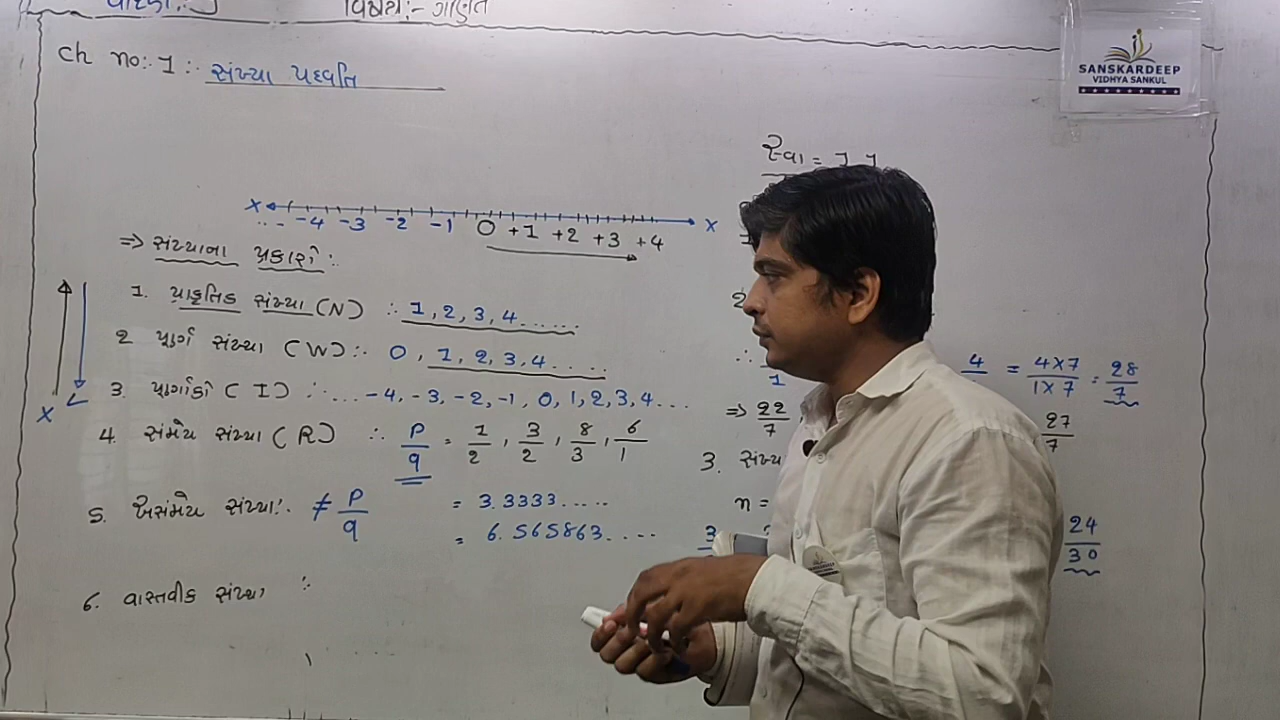 વિષય:- ગણિત
Ch no:- 1 :- સંખ્યા પધ્ધતિ
SANSKARDEEP
VIDHYA SANKUL
સ્વા = 1 1
x x
... -4 -3 -2 -1 0 +1 +2 +3 +4
⇒ સંખ્યાના પ્રકારો :-
1. પ્રાકૃતિક સંખ્યા (N) :- 1, 2, 3, 4......
2 પૂર્ણ સંખ્યા (W) :- 0, 1, 2, 3, 4.....
3. પૂર્ણાંકો (I) :- ... -4, -3, -2, -1, 0, 1, 2, 3, 4...
x
4. સંમેય સંખ્યા (R) :- p/q = 1/2, 3/2, 8/3, 6/1
5. અસંમેય સંખ્યા :- ≠ p/q = 3.3333.....
= 6.565863....
6. વાસ્તવીક સંખ્યા :-
2
4 = 4x7/1x7 = 28/7
1
⇒ 22/7
27/7
3. સંખ્ય
n =
3
24/30